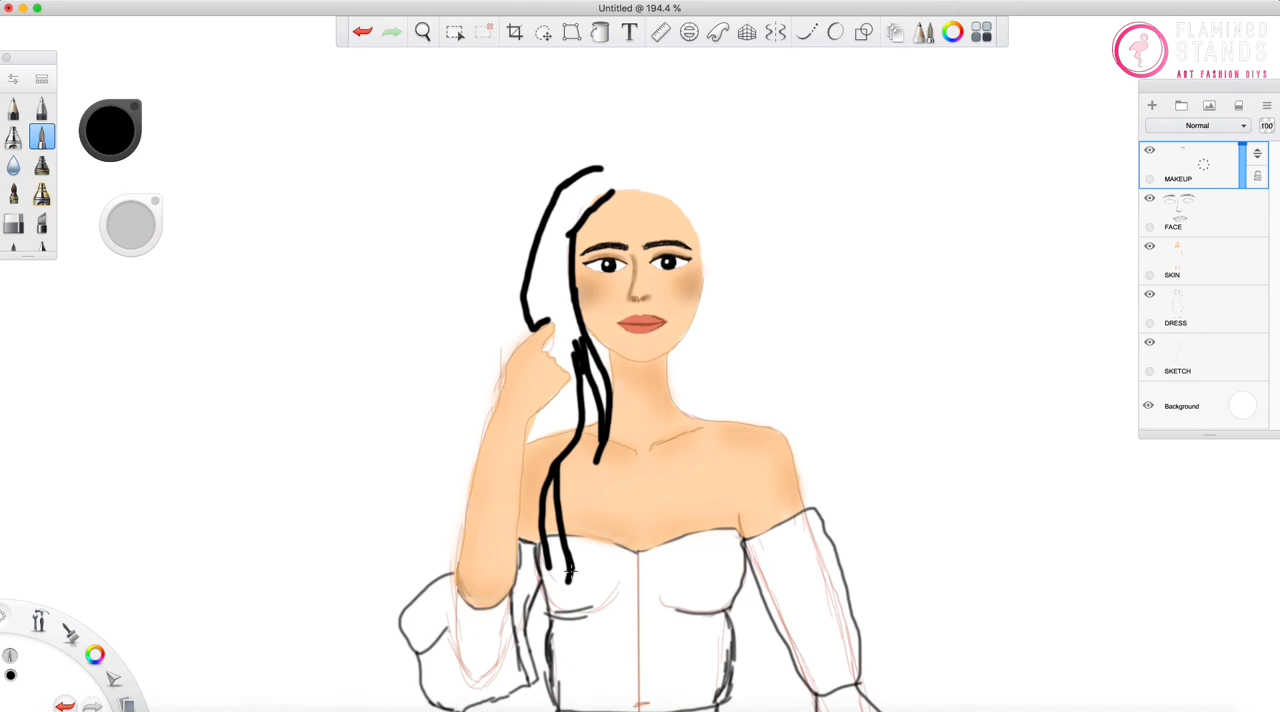 Untitled @ 194.4 %
T
FLAMINGO
STANDS
ART FASHION DIYS
Normal
100
MAKEUP
FACE
SKIN
DRESS
SKETCH
Background